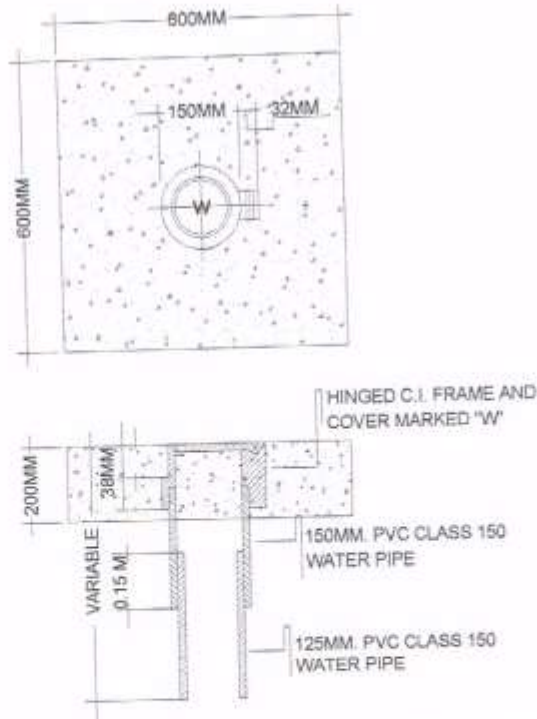 600MM
600MM
150MM
32MM
W
HINGED C.I. FRAME AND
COVER MARKED "W"
200MM
38MM
150MM. PVC CLASS 150
WATER PIPE
VARIABLE
0.15 M
125MM. PVC CLASS 150
WATER PIPE